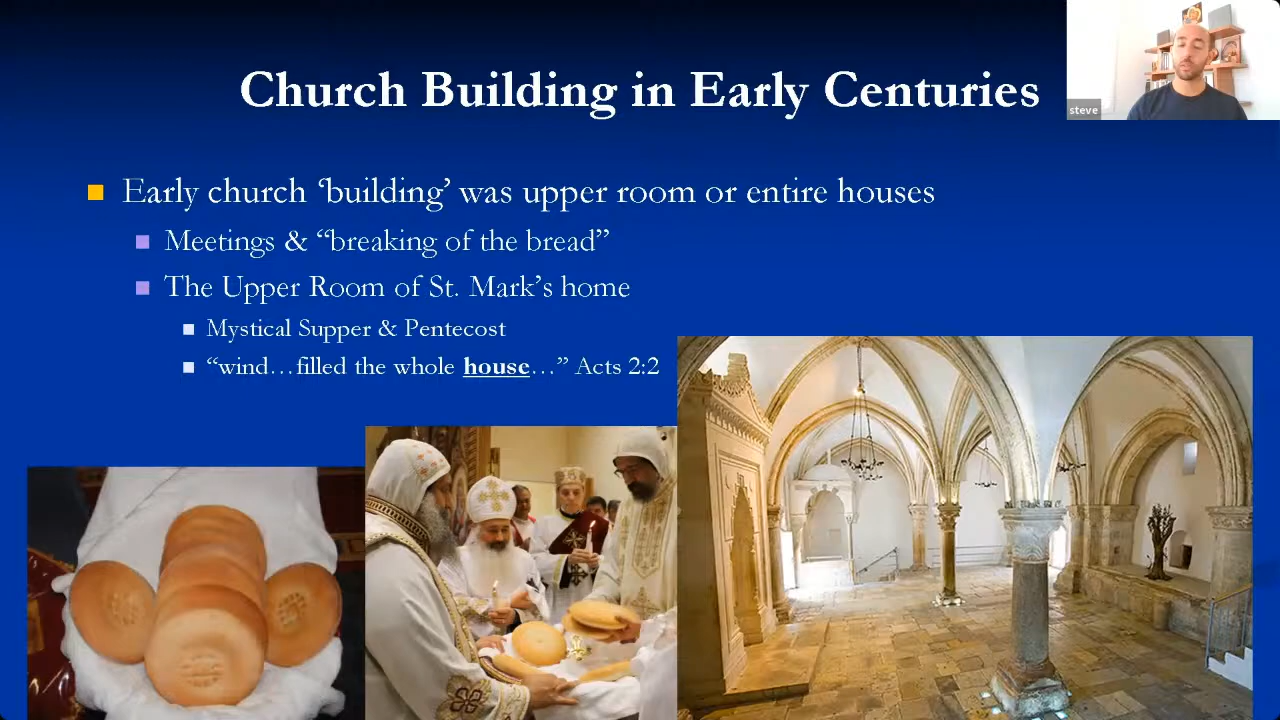 Church Building in Early Centuries
steve
Early church ‘building’ was upper room or entire houses
Meetings & “breaking of the bread”
The Upper Room of St. Mark’s home
Mystical Supper & Pentecost
“wind…filled the whole house…” Acts 2:2